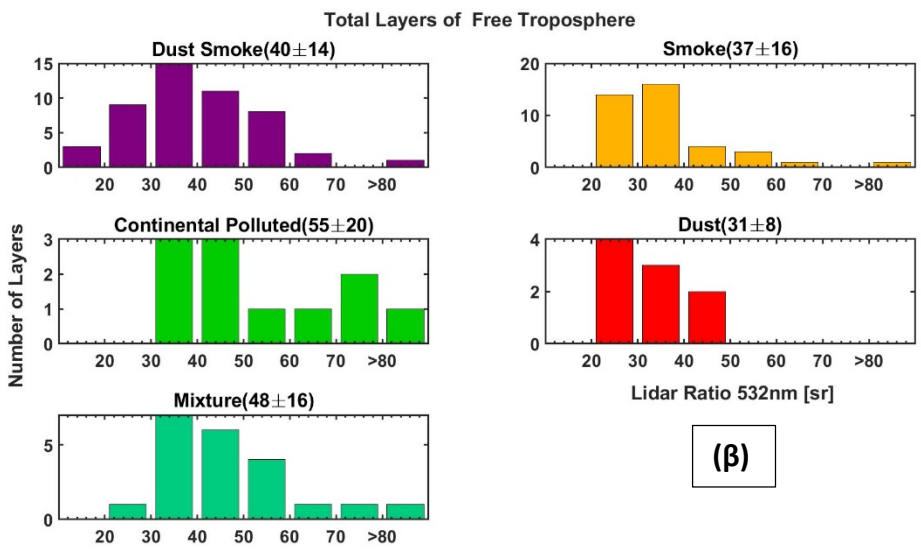 Total Layers of Free Troposphere
Dust Smoke(40±14)
15
10
5
0
20 30 40 50 60 70 >80
Smoke(37±16)
20
10
0
20 30 40 50 60 70 >80
Number of Layers
Continental Polluted(55±20)
3
2
1
0
20 30 40 50 60 70 >80
Dust(31±8)
4
2
0
20 30 40 50 60 70 >80
Lidar Ratio 532nm [sr]
Mixture(48±16)
5
0
20 30 40 50 60 70 >80
(β)